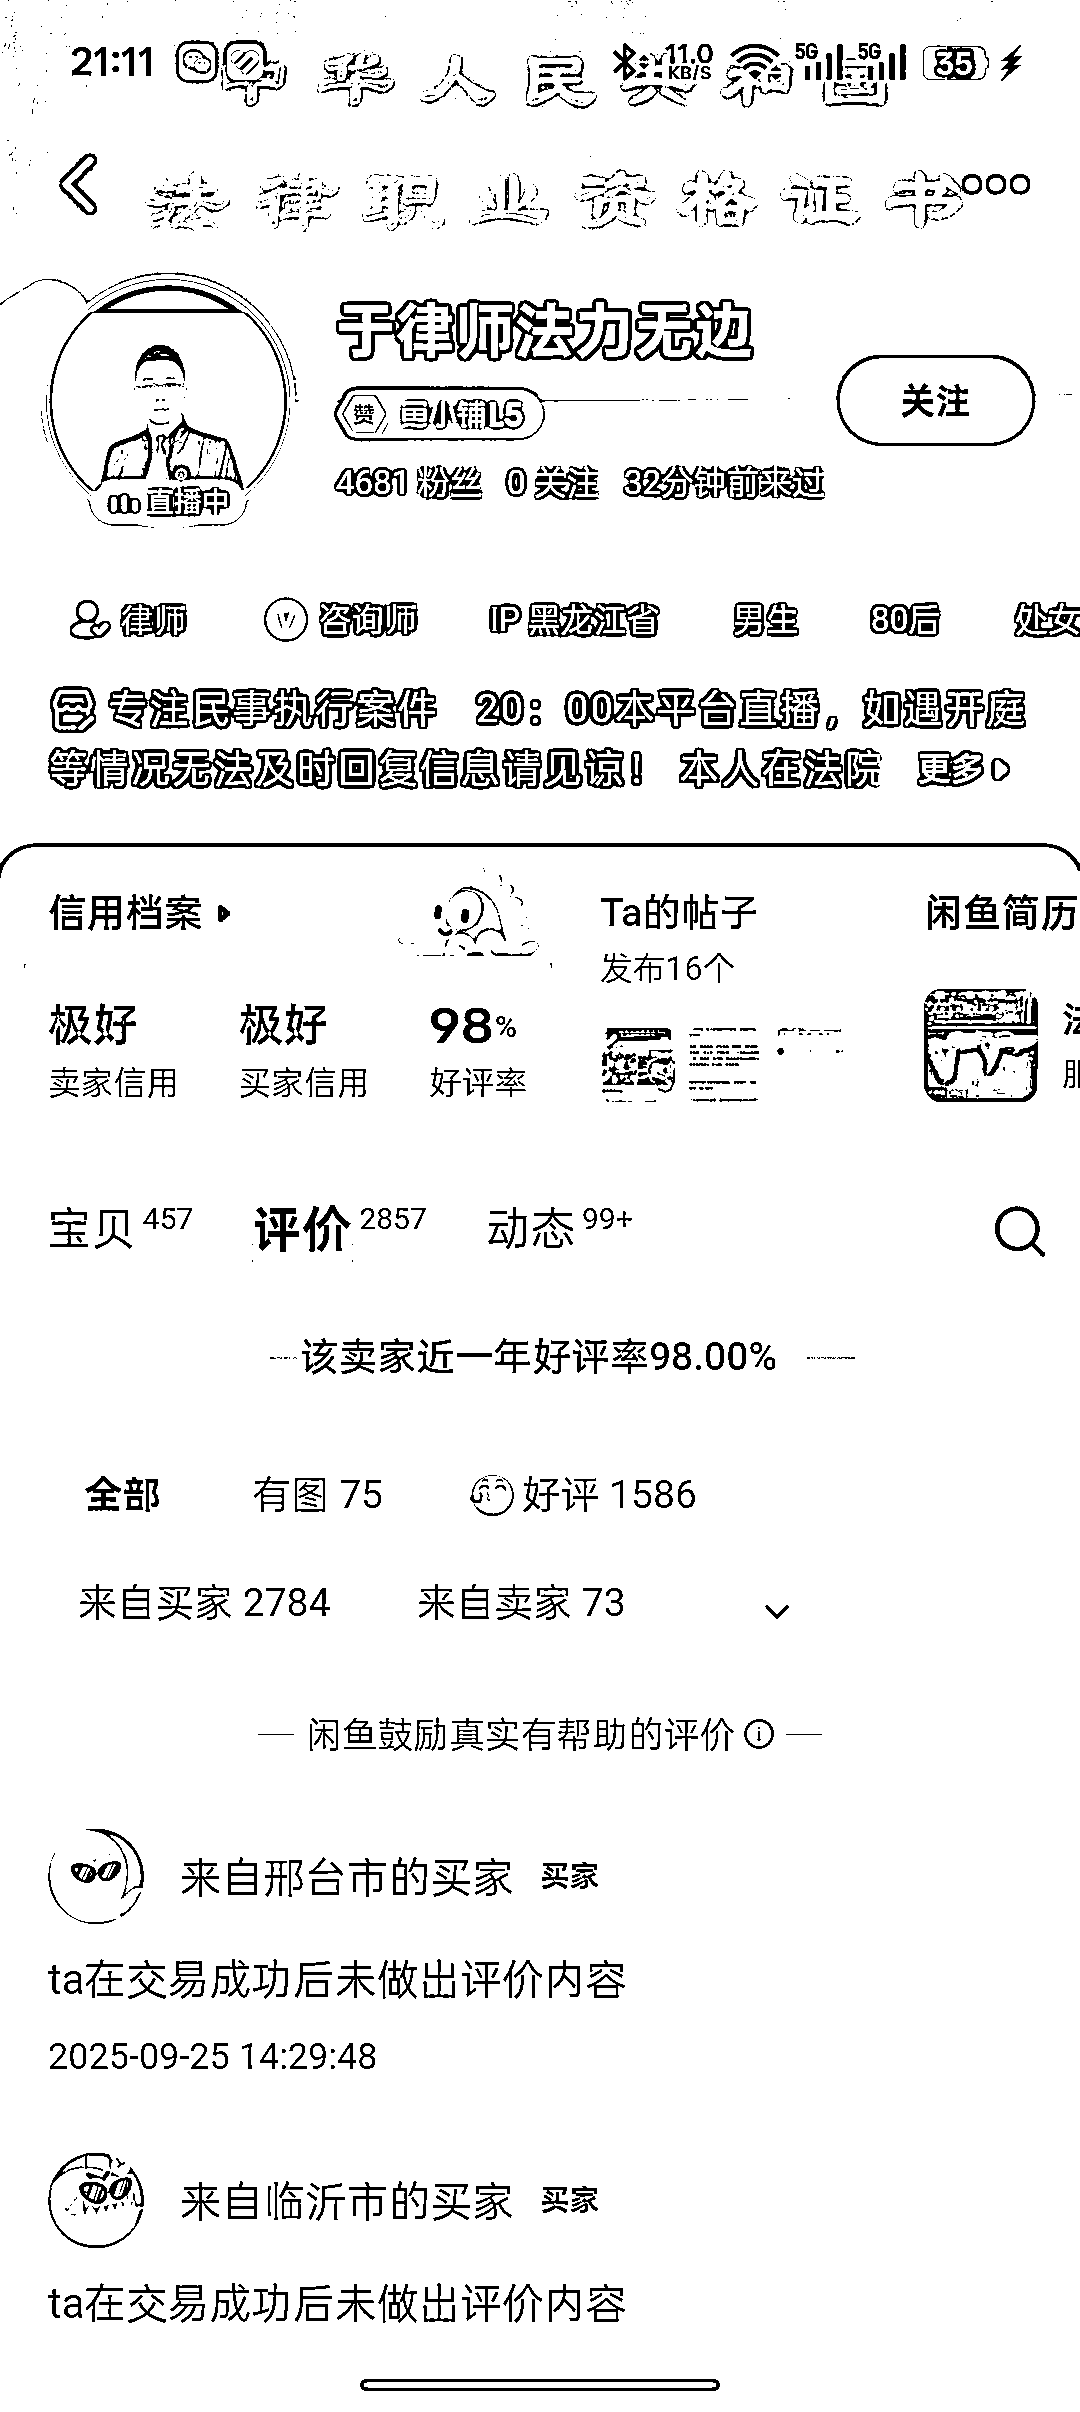 21:11 11.0 KB/S 5G 5G 35
中华人民共和国
法律职业资格证书
于律师法力无边
赞 鱼小铺L5
关注
4681 粉丝 0 关注 32分钟前来过
直播中
律师 咨询师 IP 黑龙江省 男生 80后 处女
专注民事执行案件 20：00本平台直播，如遇开庭
等情况无法及时回复信息请见谅！ 本人在法院 更多
信用档案 Ta的帖子 闲鱼简历
发布16个
极好 极好 98%
卖家信用 买家信用 好评率
宝贝 457 评价 2857 动态 99+
该卖家近一年好评率98.00%
全部 有图 75 好评 1586
来自买家 2784 来自卖家 73
闲鱼鼓励真实有帮助的评价
来自邢台市的买家 买家
ta在交易成功后未做出评价内容
2025-09-25 14:29:48
来自临沂市的买家 买家
ta在交易成功后未做出评价内容